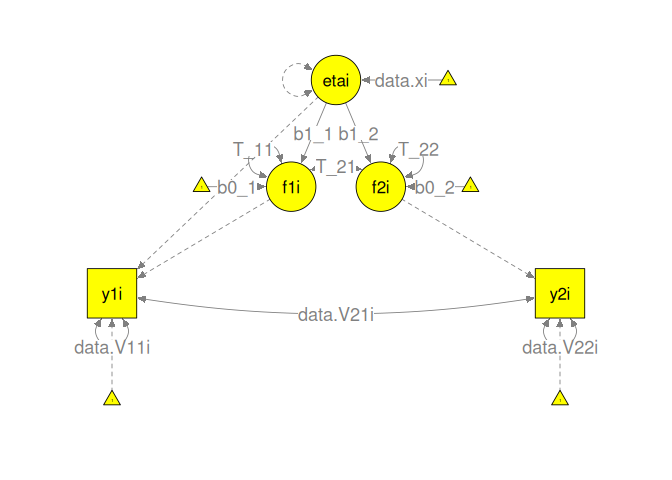 etai
data.xi
b1_1
b1_2
T_11
T_22
T_21
b0_1
f1i
f2i
b0_2
y1i
y2i
data.V21i
data.V11i
data.V22i